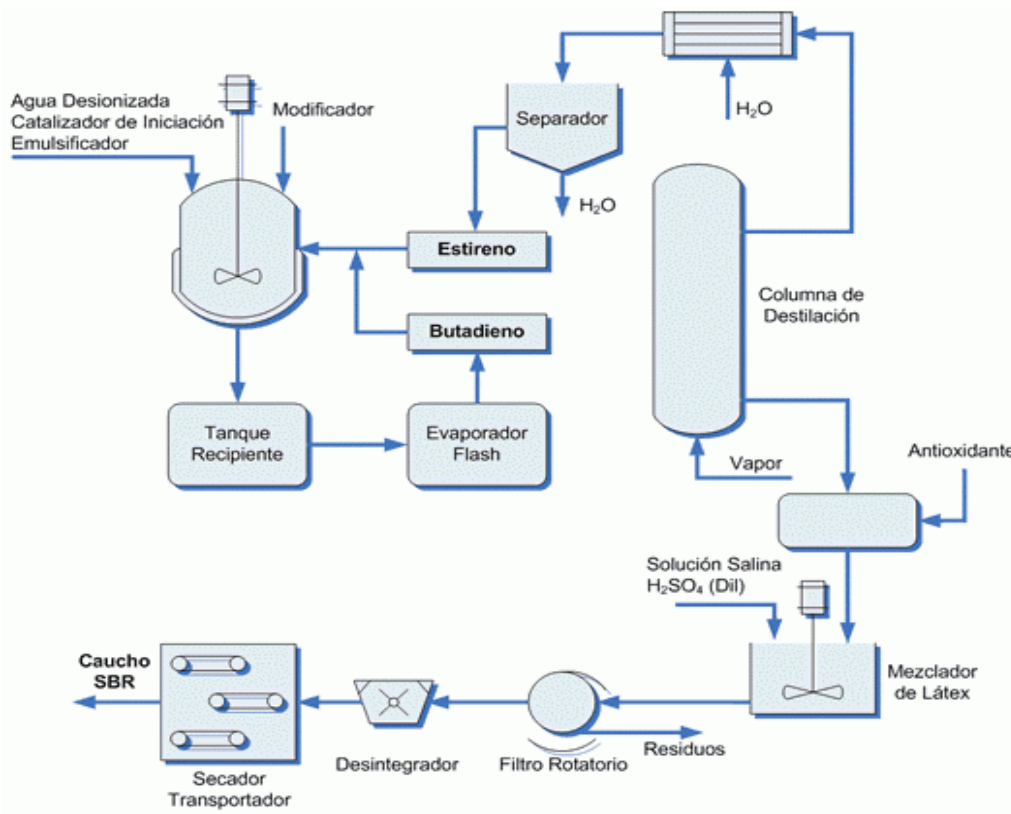 Agua Desionizada
Catalizador de Iniciación
Emulsificador
Modificador
Separador
H₂O
H₂O
Estireno
Butadieno
Columna de
Destilación
Tanque
Recipiente
Evaporador
Flash
Vapor
Antioxidante
Solución Salina
H₂SO₄ (Dil)
Mezclador
de Látex
Caucho
SBR
Residuos
Desintegrador
Filtro Rotatorio
Secador
Transportador